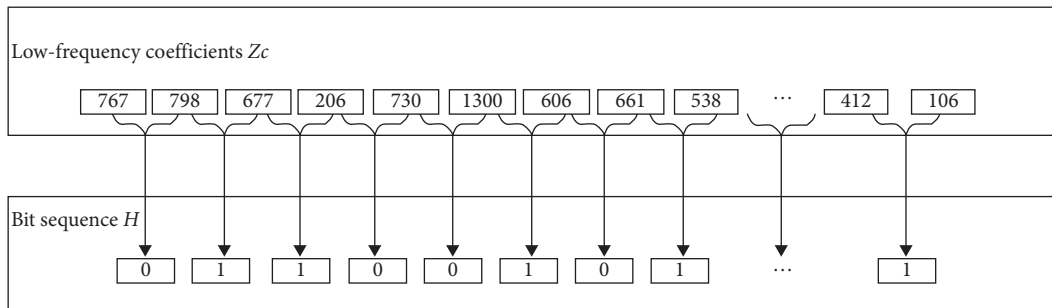 Low-frequency coefficients Zc
767 798 677 206 730 1300 606 661 538 ... 412 106
Bit sequence H
0 1 1 0 0 1 0 1 ... 1